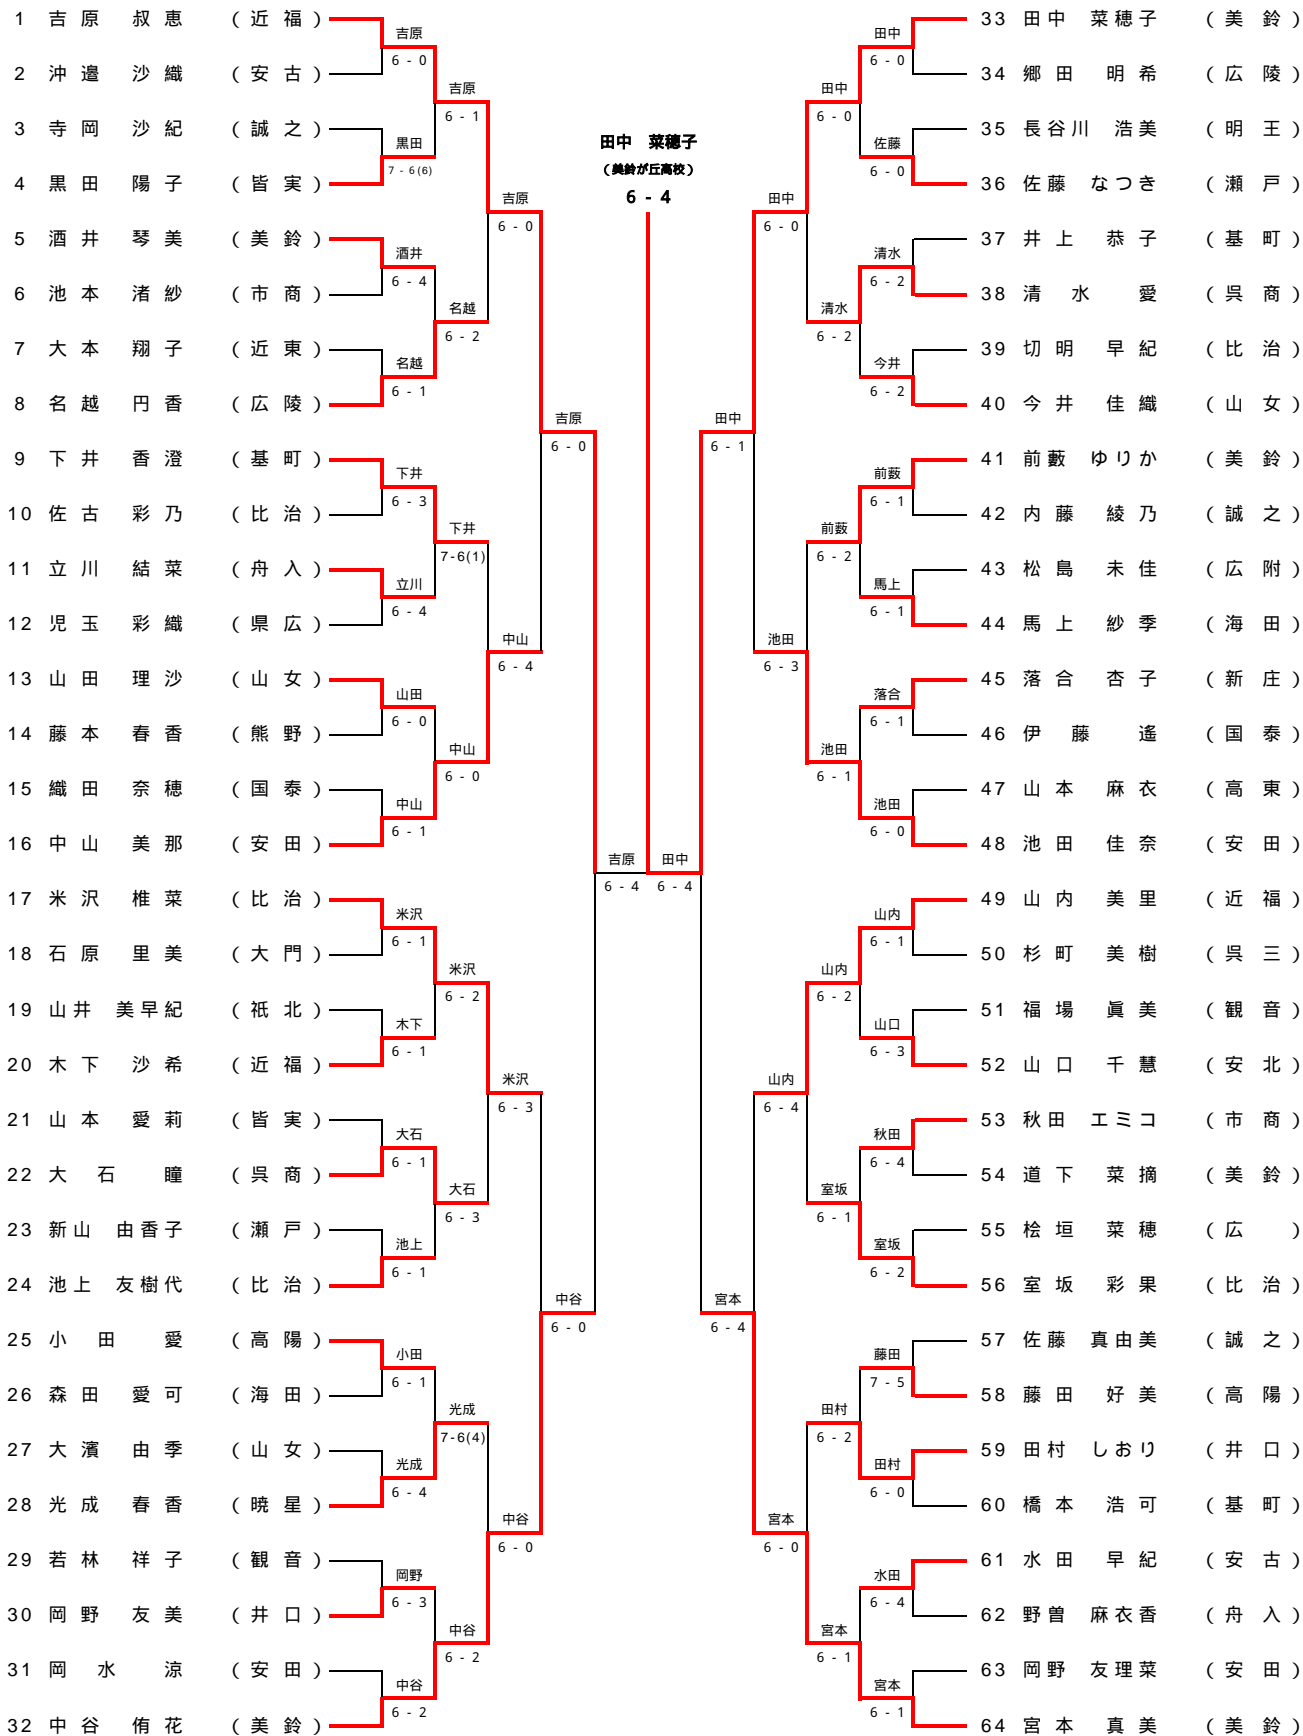 1 吉原 叔恵 (近福)
2 沖邉 沙織 (安古)
3 寺岡 沙紀 (誠之)
4 黒田 陽子 (皆実)
5 酒井 琴美 (美鈴)
6 池本 渚紗 (市商)
7 大本 翔子 (近東)
8 名越 円香 (広陵)
9 下井 香澄 (基町)
10 佐古 彩乃 (比治)
11 立川 結菜 (舟入)
12 児玉 彩織 (県広)
13 山田 理沙 (山女)
14 藤本 春香 (熊野)
15 織田 奈穂 (国泰)
16 中山 美那 (安田)
17 米沢 椎菜 (比治)
18 石原 里美 (大門)
19 山井 美早紀 (祇北)
20 木下 沙希 (近福)
21 山本 愛莉 (皆実)
22 大石 瞳 (呉商)
23 新山 由香子 (瀬戸)
24 池上 友樹代 (比治)
25 小田 愛 (高陽)
26 森田 愛可 (海田)
27 大濱 由季 (山女)
28 光成 春香 (暁星)
29 若林 祥子 (観音)
30 岡野 友美 (井口)
31 岡水 涼 (安田)
32 中谷 侑花 (美鈴)
吉原
6 - 0
黒田
7 - 6(6)
酒井
6 - 4
名越
6 - 1
下井
6 - 3
立川
6 - 4
山田
6 - 0
中山
6 - 1
米沢
6 - 1
木下
6 - 1
大石
6 - 1
池上
6 - 1
小田
6 - 1
光成
6 - 4
岡野
6 - 3
中谷
6 - 2
吉原
6 - 1
名越
6 - 2
下井
7-6(1)
中山
6 - 0
米沢
6 - 2
大石
6 - 3
光成
7-6(4)
中谷
6 - 2
吉原
6 - 0
中山
6 - 4
米沢
6 - 3
中谷
6 - 0
吉原
6 - 0
中谷
6 - 0
吉原
6 - 4
田中 菜穂子
(美鈴が丘高校)
6 - 4
田中
6 - 4
田中
6 - 1
宮本
6 - 4
田中
6 - 0
池田
6 - 3
山内
6 - 4
宮本
6 - 0
田中
6 - 0
清水
6 - 2
前薮
6 - 2
池田
6 - 1
山内
6 - 2
室坂
6 - 1
田村
6 - 2
宮本
6 - 1
田中
6 - 0
佐藤
6 - 0
清水
6 - 2
今井
6 - 2
前薮
6 - 1
馬上
6 - 1
落合
6 - 1
池田
6 - 0
山内
6 - 1
山口
6 - 3
秋田
6 - 4
室坂
6 - 2
藤田
7 - 5
田村
6 - 0
水田
6 - 4
宮本
6 - 1
33 田中 菜穂子 (美鈴)
34 郷田 明希 (広陵)
35 長谷川 浩美 (明王)
36 佐藤 なつき (瀬戸)
37 井上 恭子 (基町)
38 清水 愛 (呉商)
39 切明 早紀 (比治)
40 今井 佳織 (山女)
41 前藪 ゆりか (美鈴)
42 内藤 綾乃 (誠之)
43 松島 未佳 (広附)
44 馬上 紗季 (海田)
45 落合 杏子 (新庄)
46 伊藤 遙 (国泰)
47 山本 麻衣 (高東)
48 池田 佳奈 (安田)
49 山内 美里 (近福)
50 杉町 美樹 (呉三)
51 福場 眞美 (観音)
52 山口 千慧 (安北)
53 秋田 エミコ (市商)
54 道下 菜摘 (美鈴)
55 桧垣 菜穂 (広 )
56 室坂 彩果 (比治)
57 佐藤 真由美 (誠之)
58 藤田 好美 (高陽)
59 田村 しおり (井口)
60 橋本 浩可 (基町)
61 水田 早紀 (安古)
62 野曽 麻衣香 (舟入)
63 岡野 友理菜 (安田)
64 宮本 真美 (美鈴)